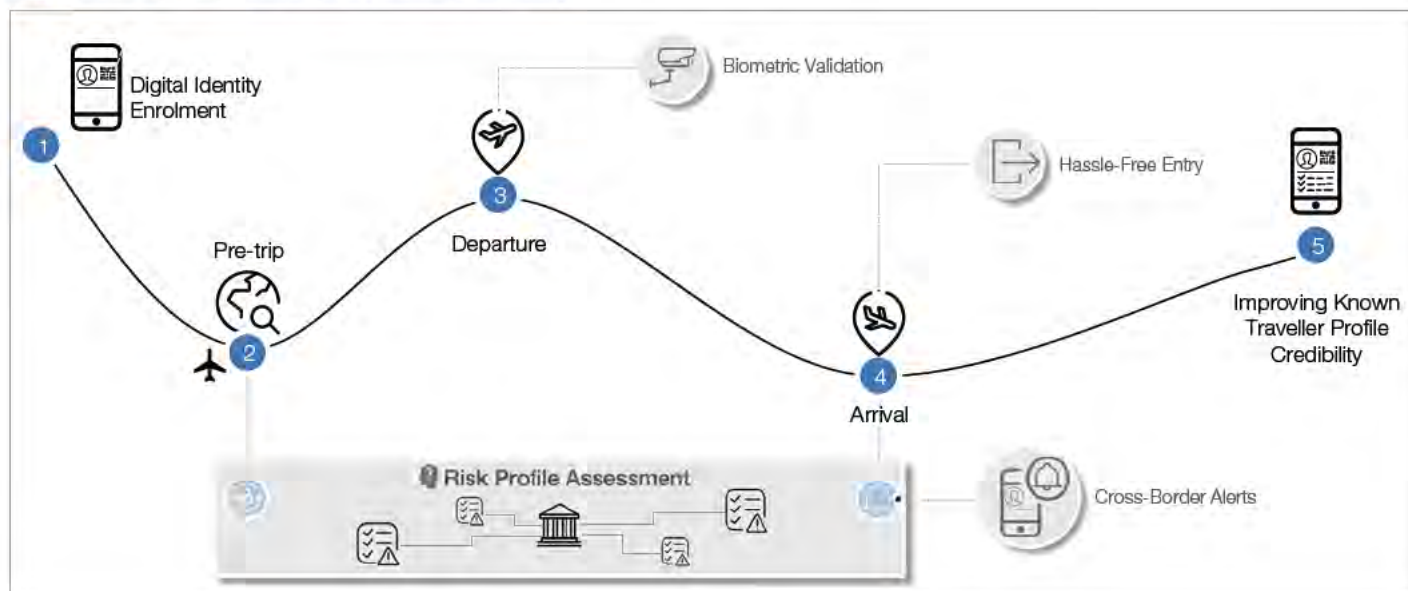 1
Digital Identity
Enrolment
Pre-trip
2
3
Departure
Biometric Validation
4
Arrival
Hassle-Free Entry
5
Improving Known
Traveller Profile
Credibility
Risk Profile Assessment
Cross-Border Alerts